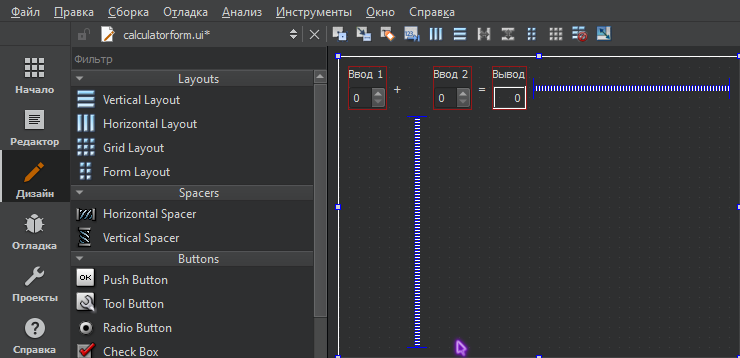 Файл Правка Сборка Отладка Анализ Инструменты Окно Справка
calculatorform.ui*
Начало
Редактор
Дизайн
Отладка
Проекты
Справка
Фильтр
Layouts
Vertical Layout
Horizontal Layout
Grid Layout
Form Layout
Spacers
Horizontal Spacer
Vertical Spacer
Buttons
OK Push Button
Tool Button
Radio Button
Check Box
Ввод 1 Ввод 2 Вывод
0 + 0 = 0